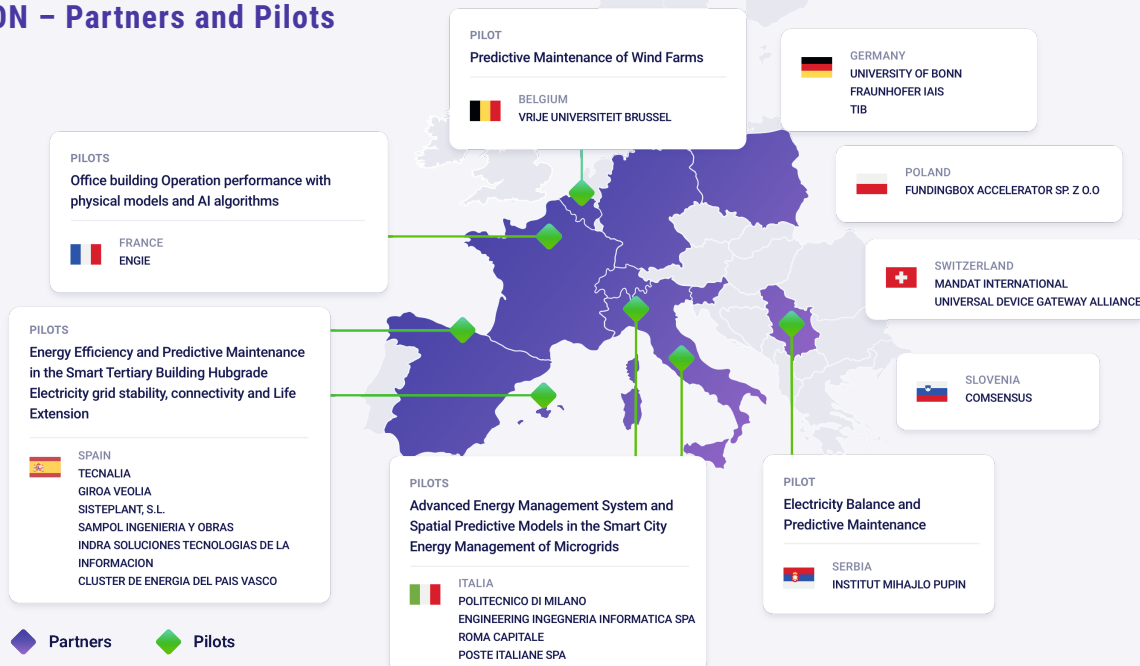 ON – Partners and Pilots
PILOT
Predictive Maintenance of Wind Farms
BELGIUM
VRIJE UNIVERSITEIT BRUSSEL
GERMANY
UNIVERSITY OF BONN
FRAUNHOFER IAIS
TIB
PILOTS
Office building Operation performance with
physical models and AI algorithms
FRANCE
ENGIE
POLAND
FUNDINGBOX ACCELERATOR SP. Z O.O
SWITZERLAND
MANDAT INTERNATIONAL
UNIVERSAL DEVICE GATEWAY ALLIANCE
PILOTS
Energy Efficiency and Predictive Maintenance
in the Smart Tertiary Building Hubgrade
Electricity grid stability, connectivity and Life
Extension
SPAIN
TECNALIA
GIROA VEOLIA
SISTEPLANT, S.L.
SAMPOL INGENIERIA Y OBRAS
INDRA SOLUCIONES TECNOLOGIAS DE LA
INFORMACION
CLUSTER DE ENERGIA DEL PAIS VASCO
SLOVENIA
COMSENSUS
PILOTS
Advanced Energy Management System and
Spatial Predictive Models in the Smart City
Energy Management of Microgrids
ITALIA
POLITECNICO DI MILANO
ENGINEERING INGEGNERIA INFORMATICA SPA
ROMA CAPITALE
POSTE ITALIANE SPA
PILOT
Electricity Balance and
Predictive Maintenance
SERBIA
INSTITUT MIHAJLO PUPIN
Partners
Pilots